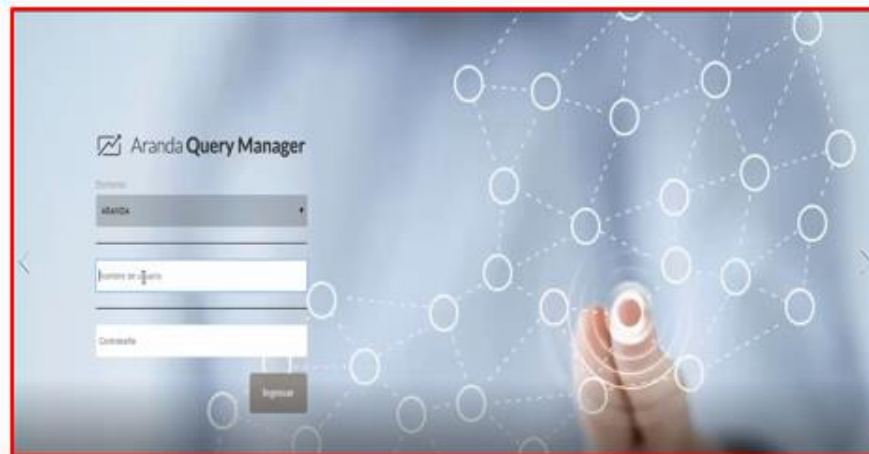 Aranda Query Manager
Dominio
ARANDA
Nombre de usuario
Contraseña
Ingresar